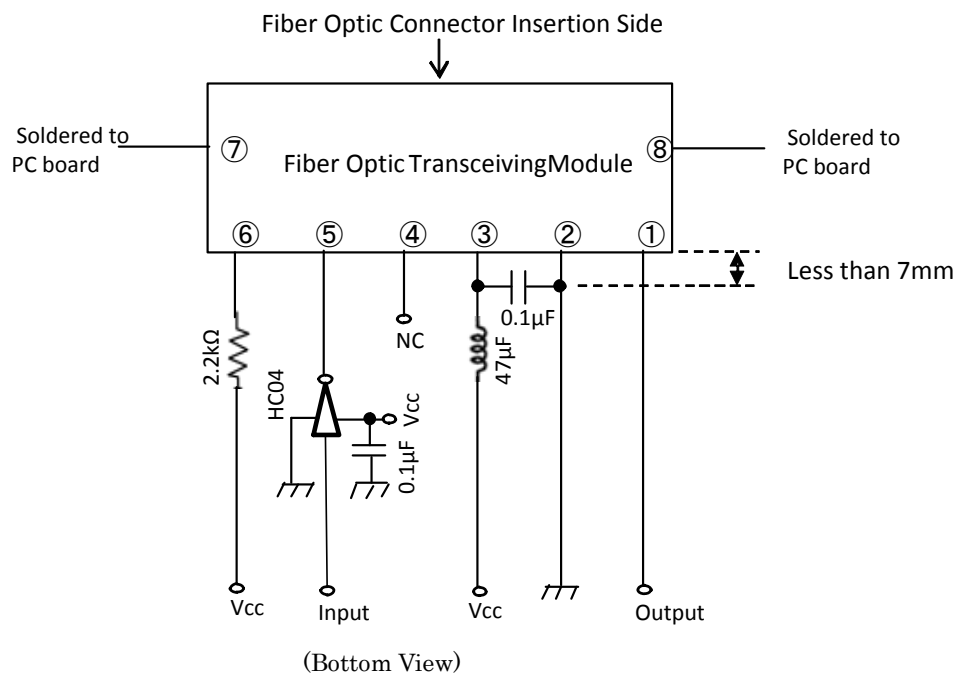 Fiber Optic Connector Insertion Side
Soldered to
PC board
⑦
Fiber Optic TransceivingModule
⑧
Soldered to
PC board
⑥ ⑤ ④ ③ ② ①
Less than 7mm
0.1μF
NC
2.2kΩ
47μF
HC04
Vcc
0.1μF
Vcc
Input
Vcc
Output
(Bottom View)